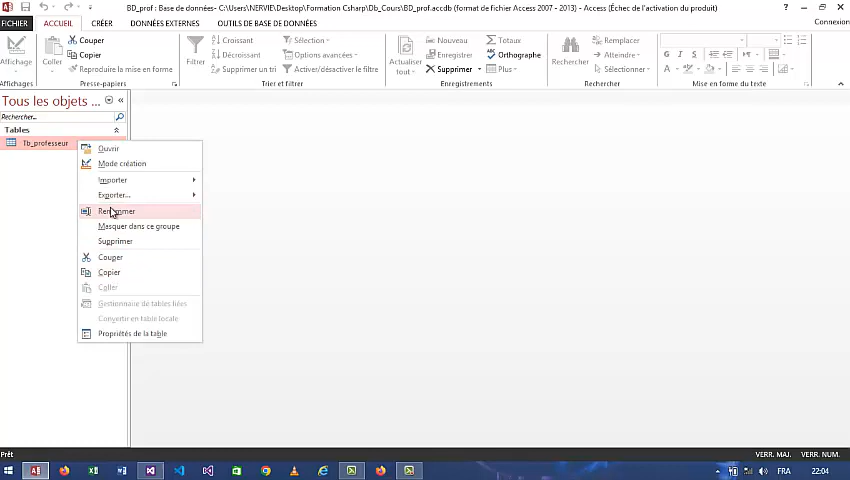 BD_prof : Base de données- C:\Users\NERVIE\Desktop\Formation Csharp\Db_Cours\BD_prof.accdb (format de fichier Access 2007 - 2013) - Access (Échec de l'activation du produit)
FICHIER ACCUEIL CRÉER DONNÉES EXTERNES OUTILS DE BASE DE DONNÉES Connexion
Affichages
Affichages
Coller
Couper
Copier
Reproduire la mise en forme
Presse-papiers
Filtrer
Croissant
Décroissant
Supprimer un tri
Sélection
Options avancées
Activer/désactiver le filtre
Trier et filtrer
Actualiser
tout
Nouveau
Enregistrer
Supprimer
Totaux
Orthographe
Plus
Enregistrements
Rechercher
Remplacer
Atteindre
Sélectionner
Rechercher
G I S
A
Mise en forme du texte
Tous les objets ...
Rechercher...
Tables
Tb_professeur
Ouvrir
Mode création
Importer
Exporter...
Renommer
Masquer dans ce groupe
Supprimer
Couper
Copier
Coller
Gestionnaire de tables liées
Convertir en table locale
Propriétés de la table
Prêt
VERR. MAJ. VERR. NUM.
FRA 22:04